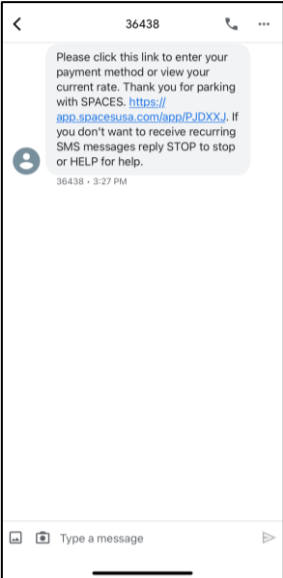 36438
Please click this link to enter your
payment method or view your
current rate. Thank you for parking
with SPACES. https://
app.spacesusa.com/app/PJDXXJ. If
you don't want to receive recurring
SMS messages reply STOP to stop
or HELP for help.
36438 • 3:27 PM
Type a message